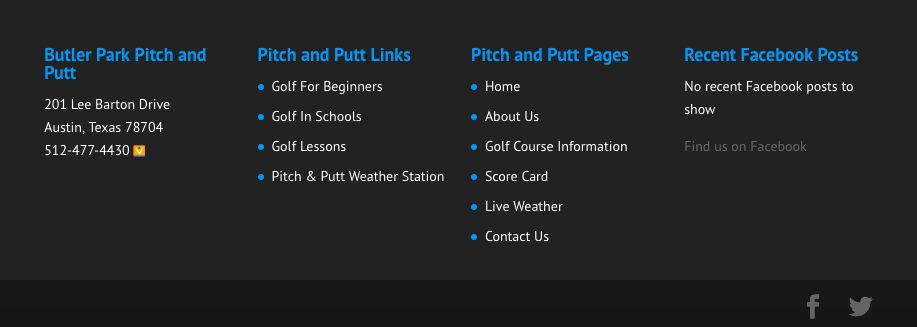 Butler Park Pitch and
Putt
201 Lee Barton Drive
Austin, Texas 78704
512-477-4430
Pitch and Putt Links
Golf For Beginners
Golf In Schools
Golf Lessons
Pitch & Putt Weather Station
Pitch and Putt Pages
Home
About Us
Golf Course Information
Score Card
Live Weather
Contact Us
Recent Facebook Posts
No recent Facebook posts to
show
Find us on Facebook